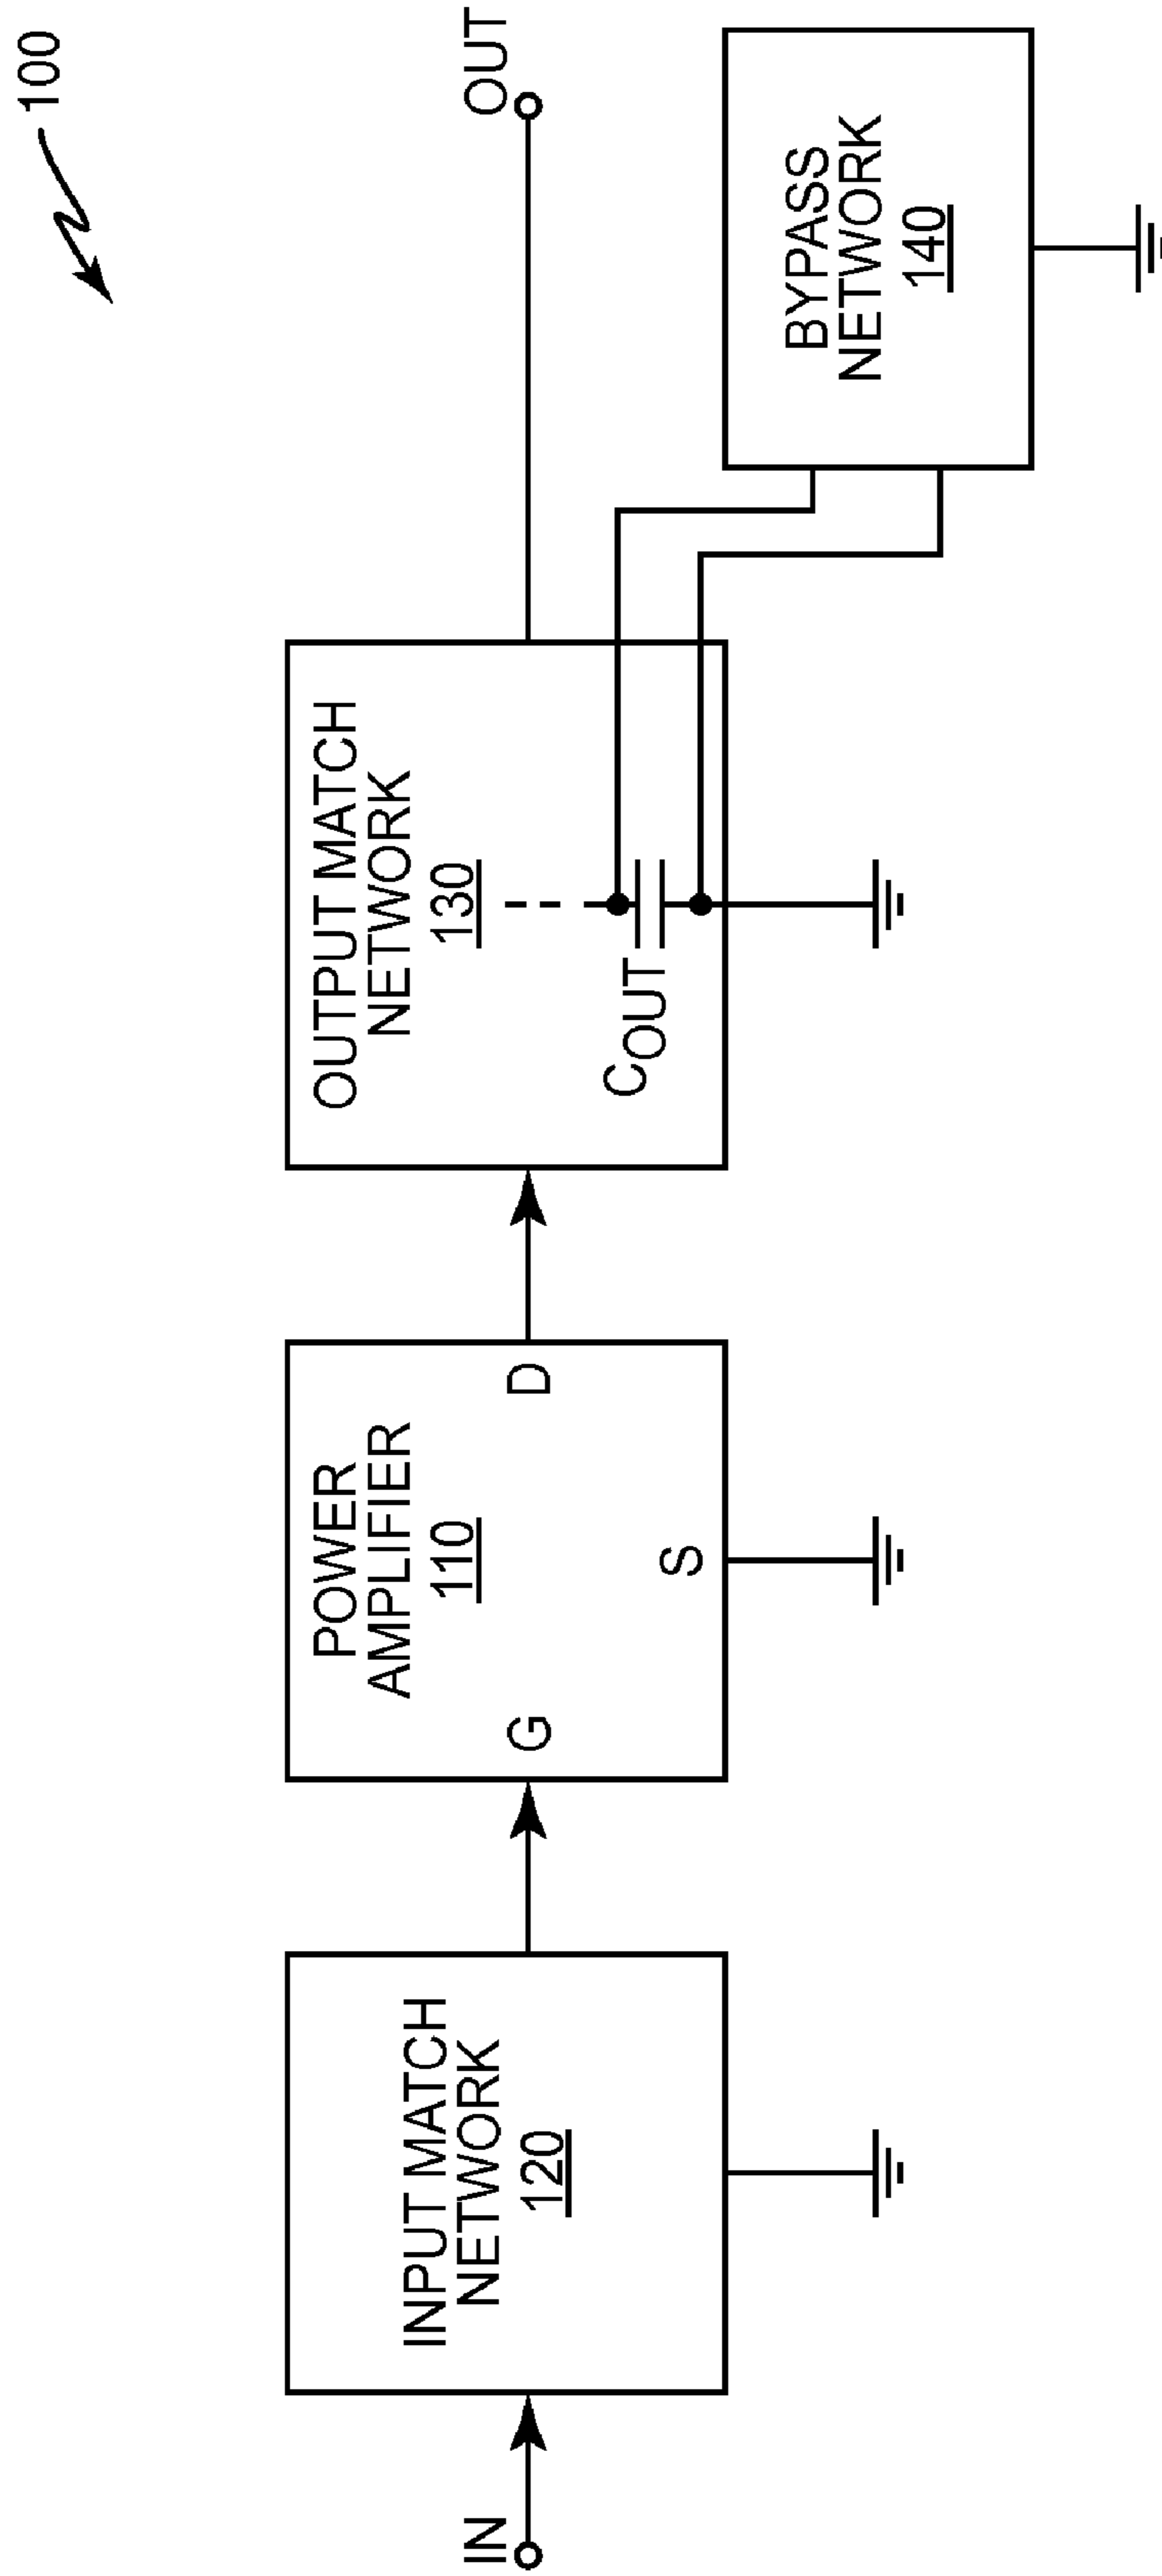 100
IN
INPUT MATCH
NETWORK
120
POWER
AMPLIFIER
110
G
D
S
OUTPUT MATCH
NETWORK
130
COUT
OUT
BYPASS
NETWORK
140